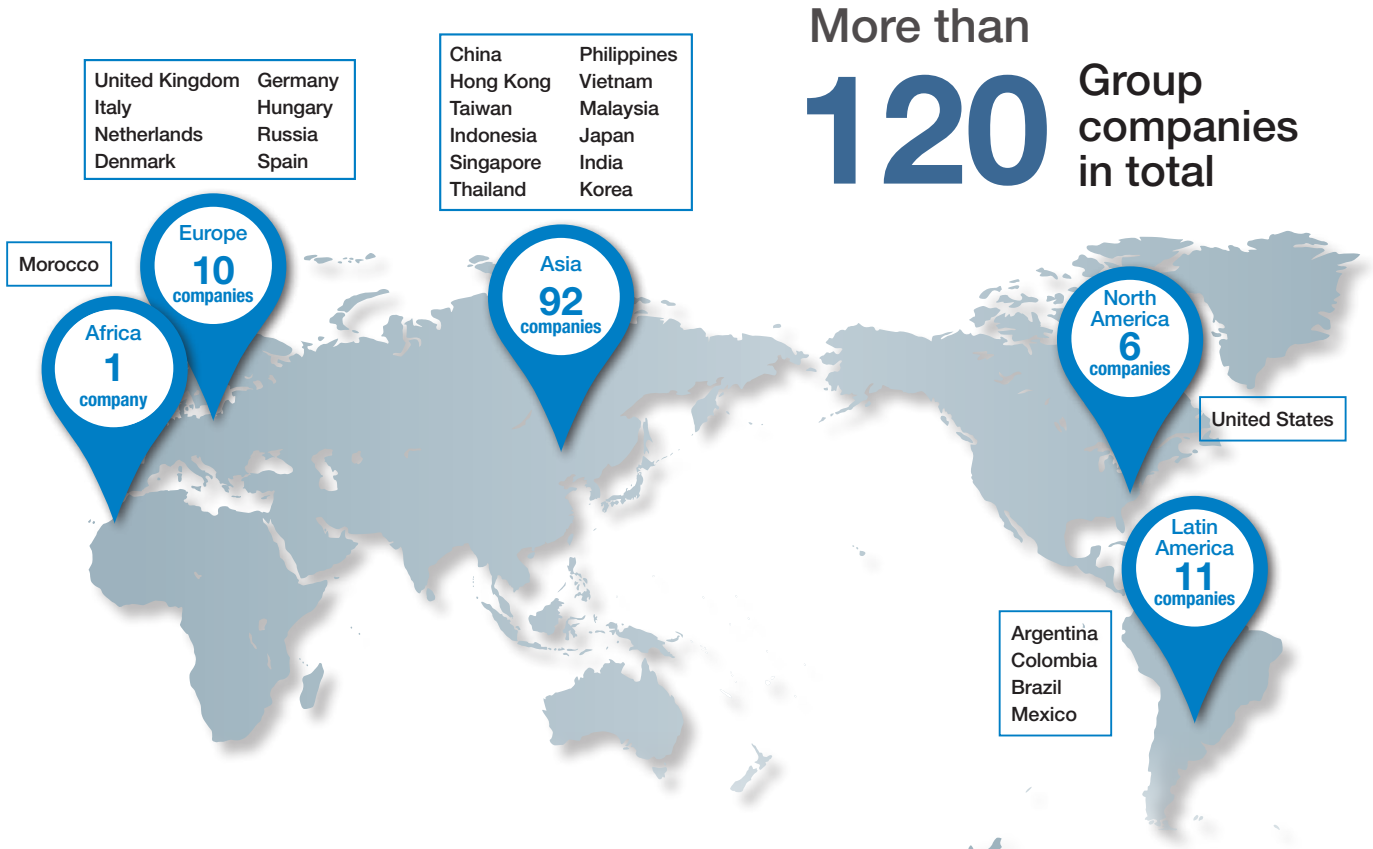 More than
120
Group
companies
in total
United Kingdom Germany
Italy Hungary
Netherlands Russia
Denmark Spain
China Philippines
Hong Kong Vietnam
Taiwan Malaysia
Indonesia Japan
Singapore India
Thailand Korea
Morocco
Europe
10
companies
Africa
1
company
Asia
92
companies
North
America
6
companies
United States
Latin
America
11
companies
Argentina
Colombia
Brazil
Mexico